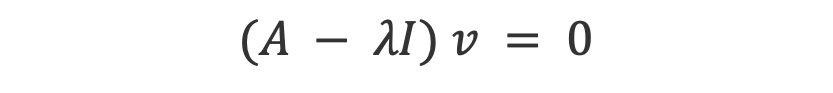 (A − λI) v = 0